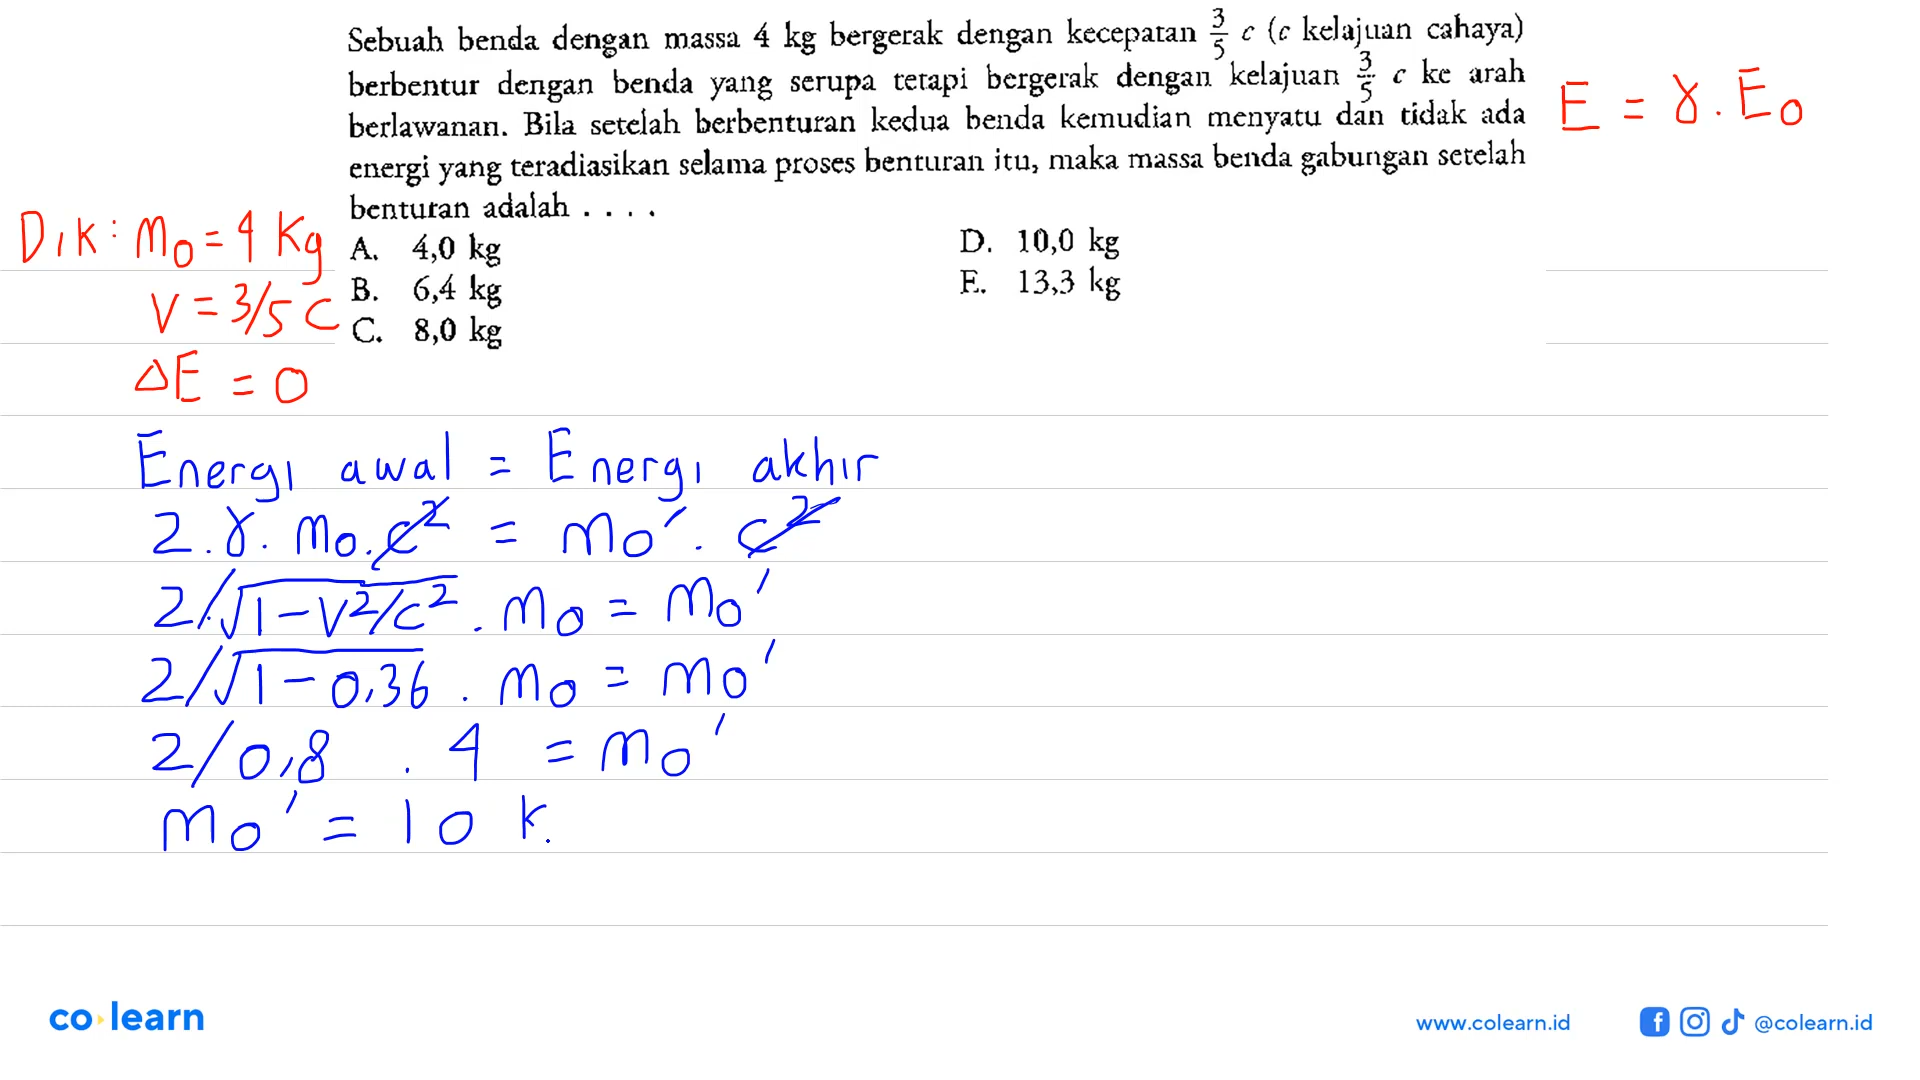 Sebuah benda dengan massa 4 kg bergerak dengan kecepatan 3/5 c (c kelajuan cahaya)
berbentur dengan benda yang serupa tetapi bergerak dengan kelajuan 3/5 c ke arah
berlawanan. Bila setelah berbenturan kedua benda kemudian menyatu dan tidak ada
energi yang teradiasikan selama proses benturan itu, maka massa benda gabungan setelah
benturan adalah . . . .
A. 4,0 kg
B. 6,4 kg
C. 8,0 kg
D. 10,0 kg
E. 13,3 kg
E = γ . E₀
Dik : m₀ = 4 kg
v = 3/5 c
ΔE = 0
Energi awal = Energi akhir
2 . γ . m₀ . c² = m₀' . c²
2/√1 - v²/c² . m₀ = m₀'
2/√1 - 0,36 . m₀ = m₀'
2/0,8 . 4 = m₀'
m₀' = 10 k.
co learn
www.colearn.id @colearn.id